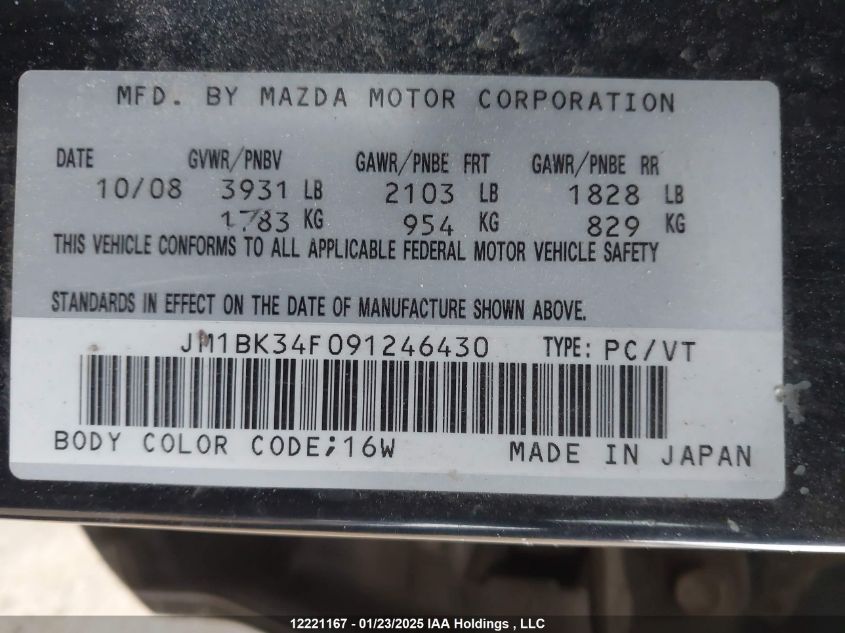 MFD. BY MAZDA MOTOR CORPORATION
DATE GVWR/PNBV GAWR/PNBE FRT GAWR/PNBE RR
10/08 3931 LB 2103 LB 1828 LB
1783 KG 954 KG 829 KG
THIS VEHICLE CONFORMS TO ALL APPLICABLE FEDERAL MOTOR VEHICLE SAFETY
STANDARDS IN EFFECT ON THE DATE OF MANUFACTURE SHOWN ABOVE.
JM1BK34F091246430 TYPE: PC/VT
BODY COLOR CODE;16W MADE IN JAPAN
12221167 - 01/23/2025 IAA Holdings , LLC